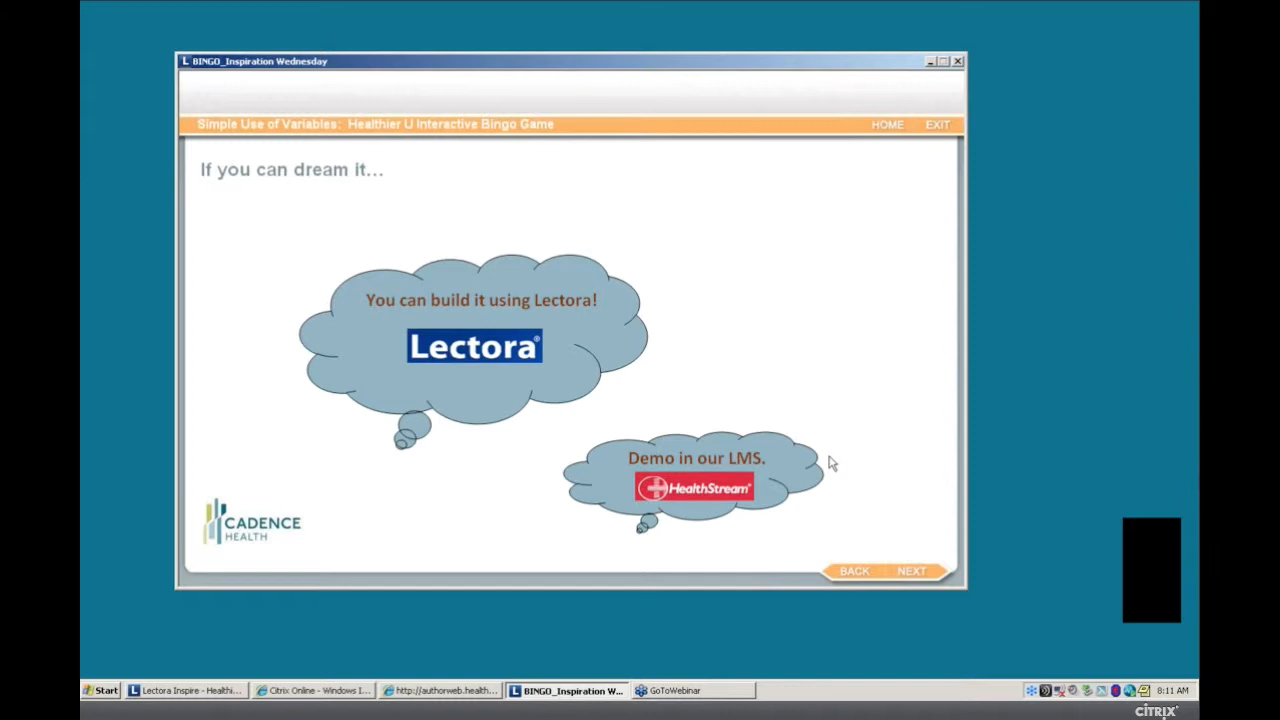 BINGO_Inspiration Wednesday
Simple Use of Variables: Healthier U Interactive Bingo Game
HOME EXIT
If you can dream it...
You can build it using Lectora!
Lectora®
Demo in our LMS.
HealthStream
CADENCE
HEALTH
BACK NEXT
Start
Lectora Inspire - Healthi...
Citrix Online - Windows I...
http://authorweb.health...
BINGO_Inspiration W...
GoToWebinar
8:11 AM
CITRIX